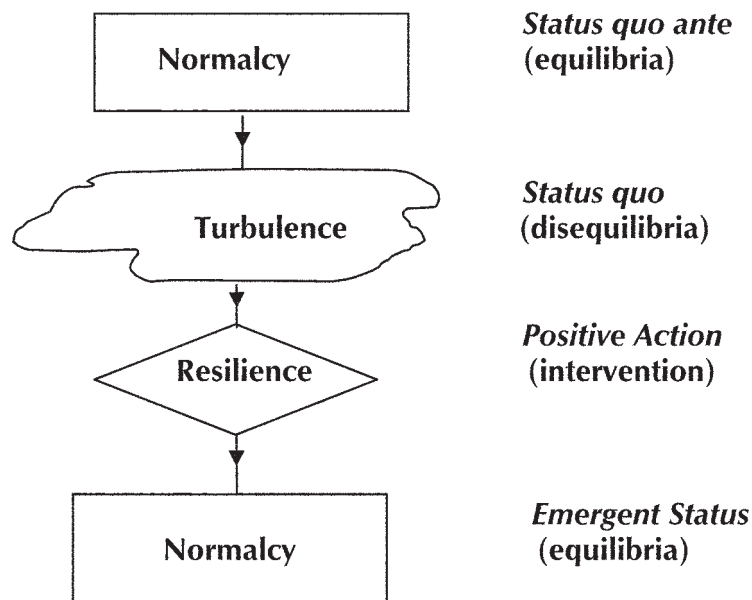 Normalcy
Status quo ante
(equilibria)
Turbulence
Status quo
(disequilibria)
Resilience
Positive Action
(intervention)
Normalcy
Emergent Status
(equilibria)